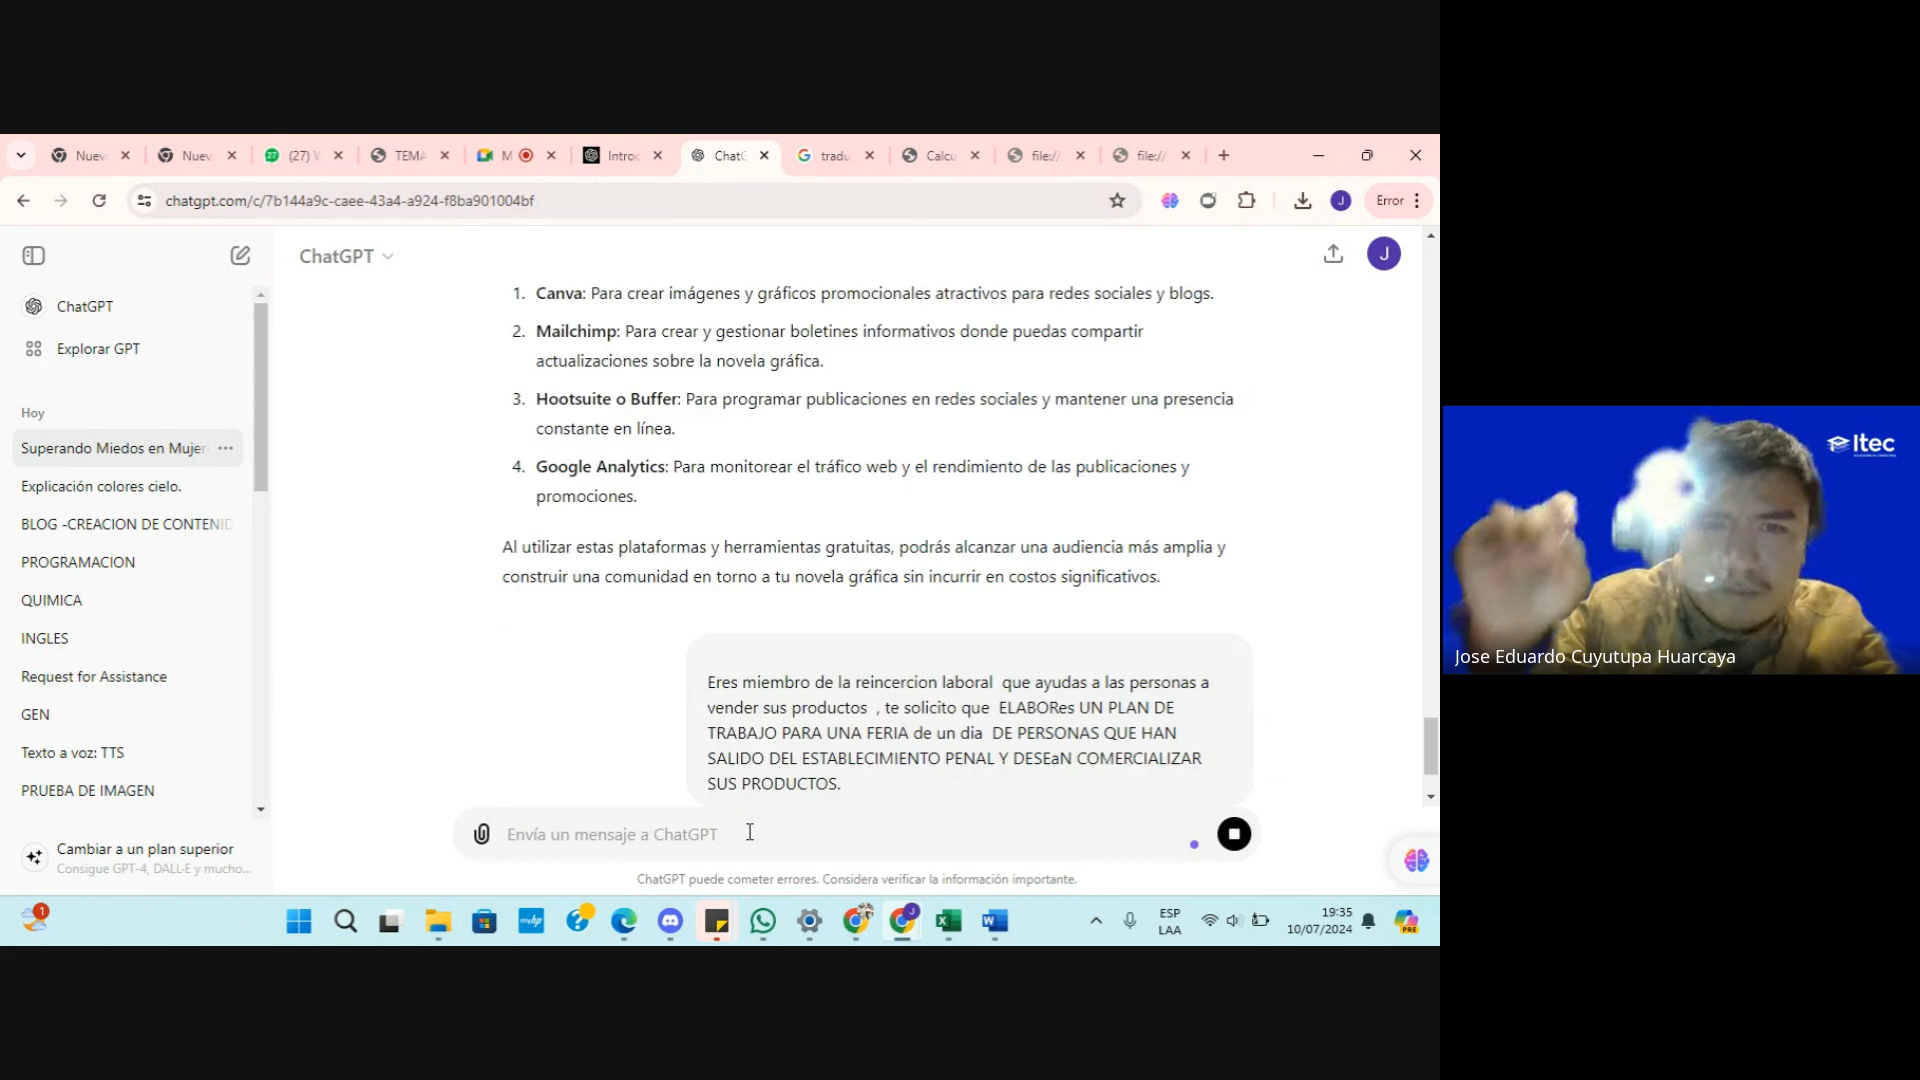 Nuev
Nuev
(27)
TEMA
M
Introc
ChatG
tradu
Calcu
file://
file://
chatgpt.com/c/7b144a9c-caee-43a4-a924-f8ba901004bf
J
Error
ChatGPT
J
ChatGPT
Explorar GPT
Hoy
Superando Miedos en Mujer
Explicación colores cielo.
BLOG -CREACION DE CONTENID
PROGRAMACION
QUIMICA
INGLES
Request for Assistance
GEN
Texto a voz: TTS
PRUEBA DE IMAGEN
Cambiar a un plan superior
Consigue GPT-4, DALL·E y mucho...
1. Canva: Para crear imágenes y gráficos promocionales atractivos para redes sociales y blogs.
2. Mailchimp: Para crear y gestionar boletines informativos donde puedas compartir
actualizaciones sobre la novela gráfica.
3. Hootsuite o Buffer: Para programar publicaciones en redes sociales y mantener una presencia
constante en línea.
4. Google Analytics: Para monitorear el tráfico web y el rendimiento de las publicaciones y
promociones.
Al utilizar estas plataformas y herramientas gratuitas, podrás alcanzar una audiencia más amplia y
construir una comunidad en torno a tu novela gráfica sin incurrir en costos significativos.
Eres miembro de la reincercion laboral que ayudas a las personas a
vender sus productos , te solicito que ELABORes UN PLAN DE
TRABAJO PARA UNA FERIA de un dia DE PERSONAS QUE HAN
SALIDO DEL ESTABLECIMIENTO PENAL Y DESEaN COMERCIALIZAR
SUS PRODUCTOS.
Envía un mensaje a ChatGPT
ChatGPT puede cometer errores. Considera verificar la información importante.
1
ESP
LAA
19:35
10/07/2024
PRE
Itec
Jose Eduardo Cuyutupa Huarcaya